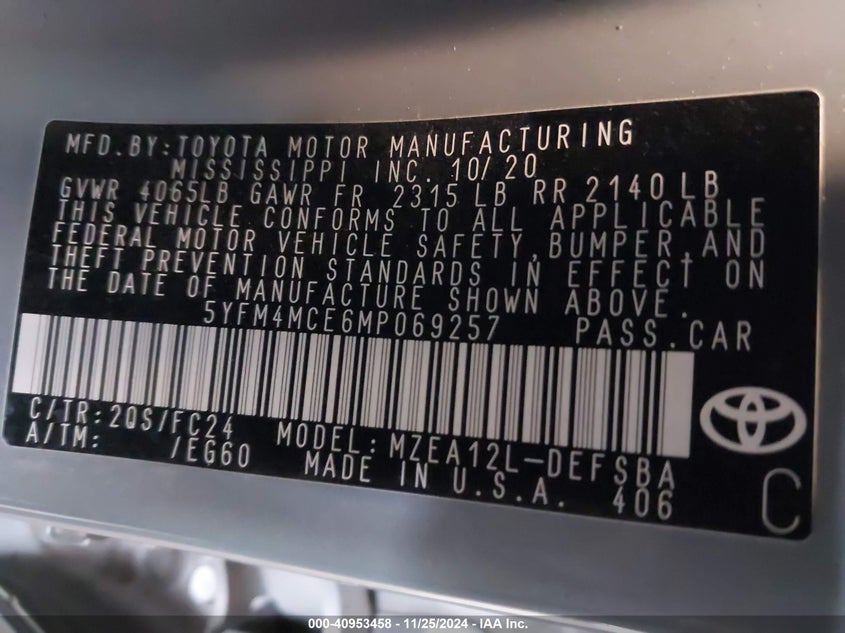 MFD.BY:TOYOTA MOTOR MANUFACTURING
MISSISSIPPI INC. 10/20
GVWR 4065LB GAWR FR 2315 LB RR 2140 LB
THIS VEHICLE CONFORMS TO ALL APPLICABLE
FEDERAL MOTOR VEHICLE SAFETY,BUMPER,AND
THEFT PREVENTION STANDARDS IN EFFECT ON
THE DATE OF MANUFACTURE SHOWN ABOVE.
5YFM4MCE6MP069257 PASS.CAR
C/TR:2QS/FC24 MODEL:MZEA12L-DEFSBA
A/TM: /EG60 MADE IN U.S.A. 406
C
000-40953458 - 11/25/2024 - IAA Inc.